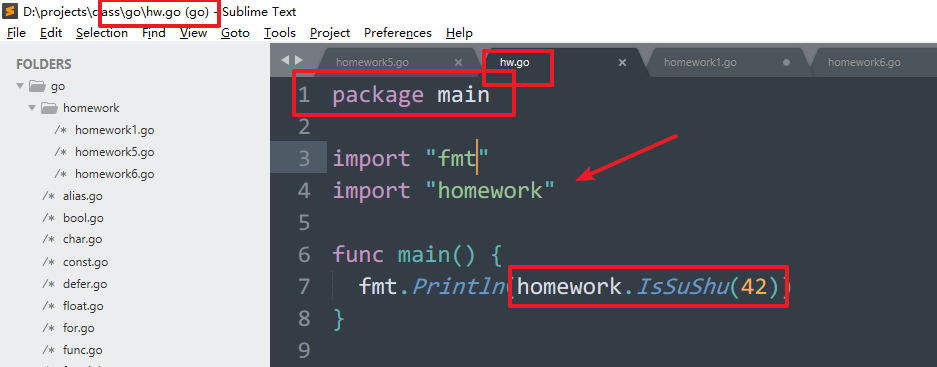 D:\projects\class\go\hw.go (go) - Sublime Text
File Edit Selection Find View Goto Tools Project Preferences Help
FOLDERS
go
homework
/* homework1.go
/* homework5.go
/* homework6.go
/* alias.go
/* bool.go
/* char.go
/* const.go
/* defer.go
/* float.go
/* for.go
/* func.go
homework5.go × hw.go × homework1.go homework6.go
1 package main
2
3 import "fmt"
4 import "homework"
5
6 func main() {
7 fmt.Println(homework.IsSuShu(42))
8 }
9